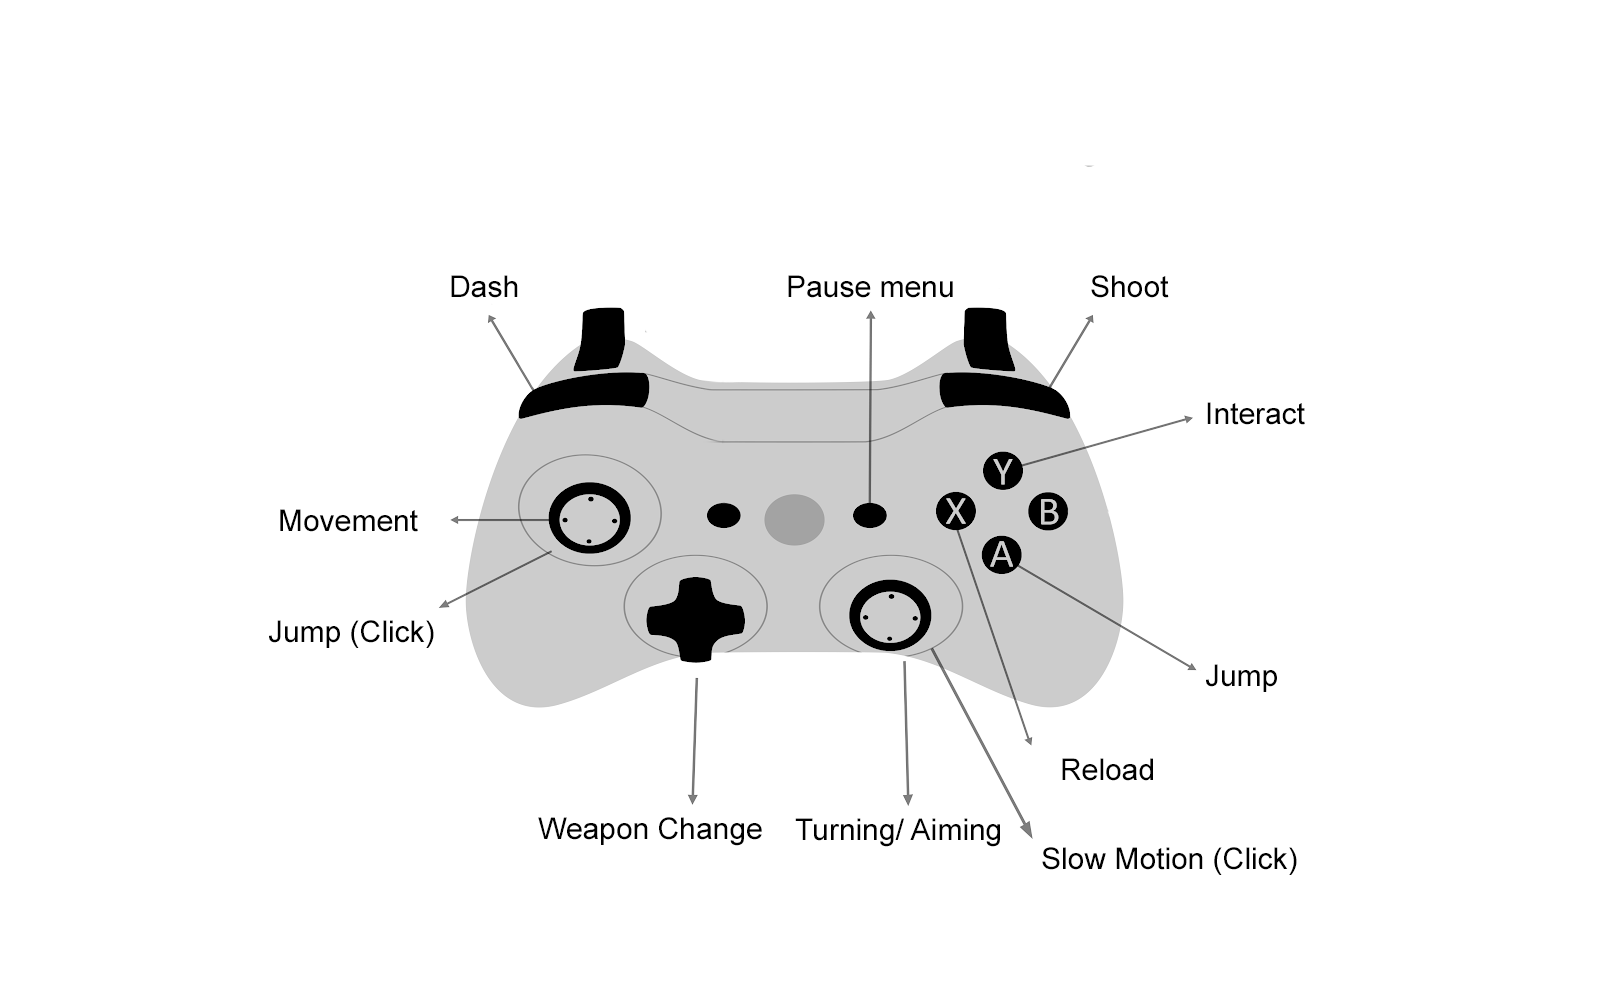 Dash
Pause menu
Shoot
Interact
Y
X
B
Movement
A
Jump (Click)
Jump
Reload
Weapon Change
Turning/ Aiming
Slow Motion (Click)